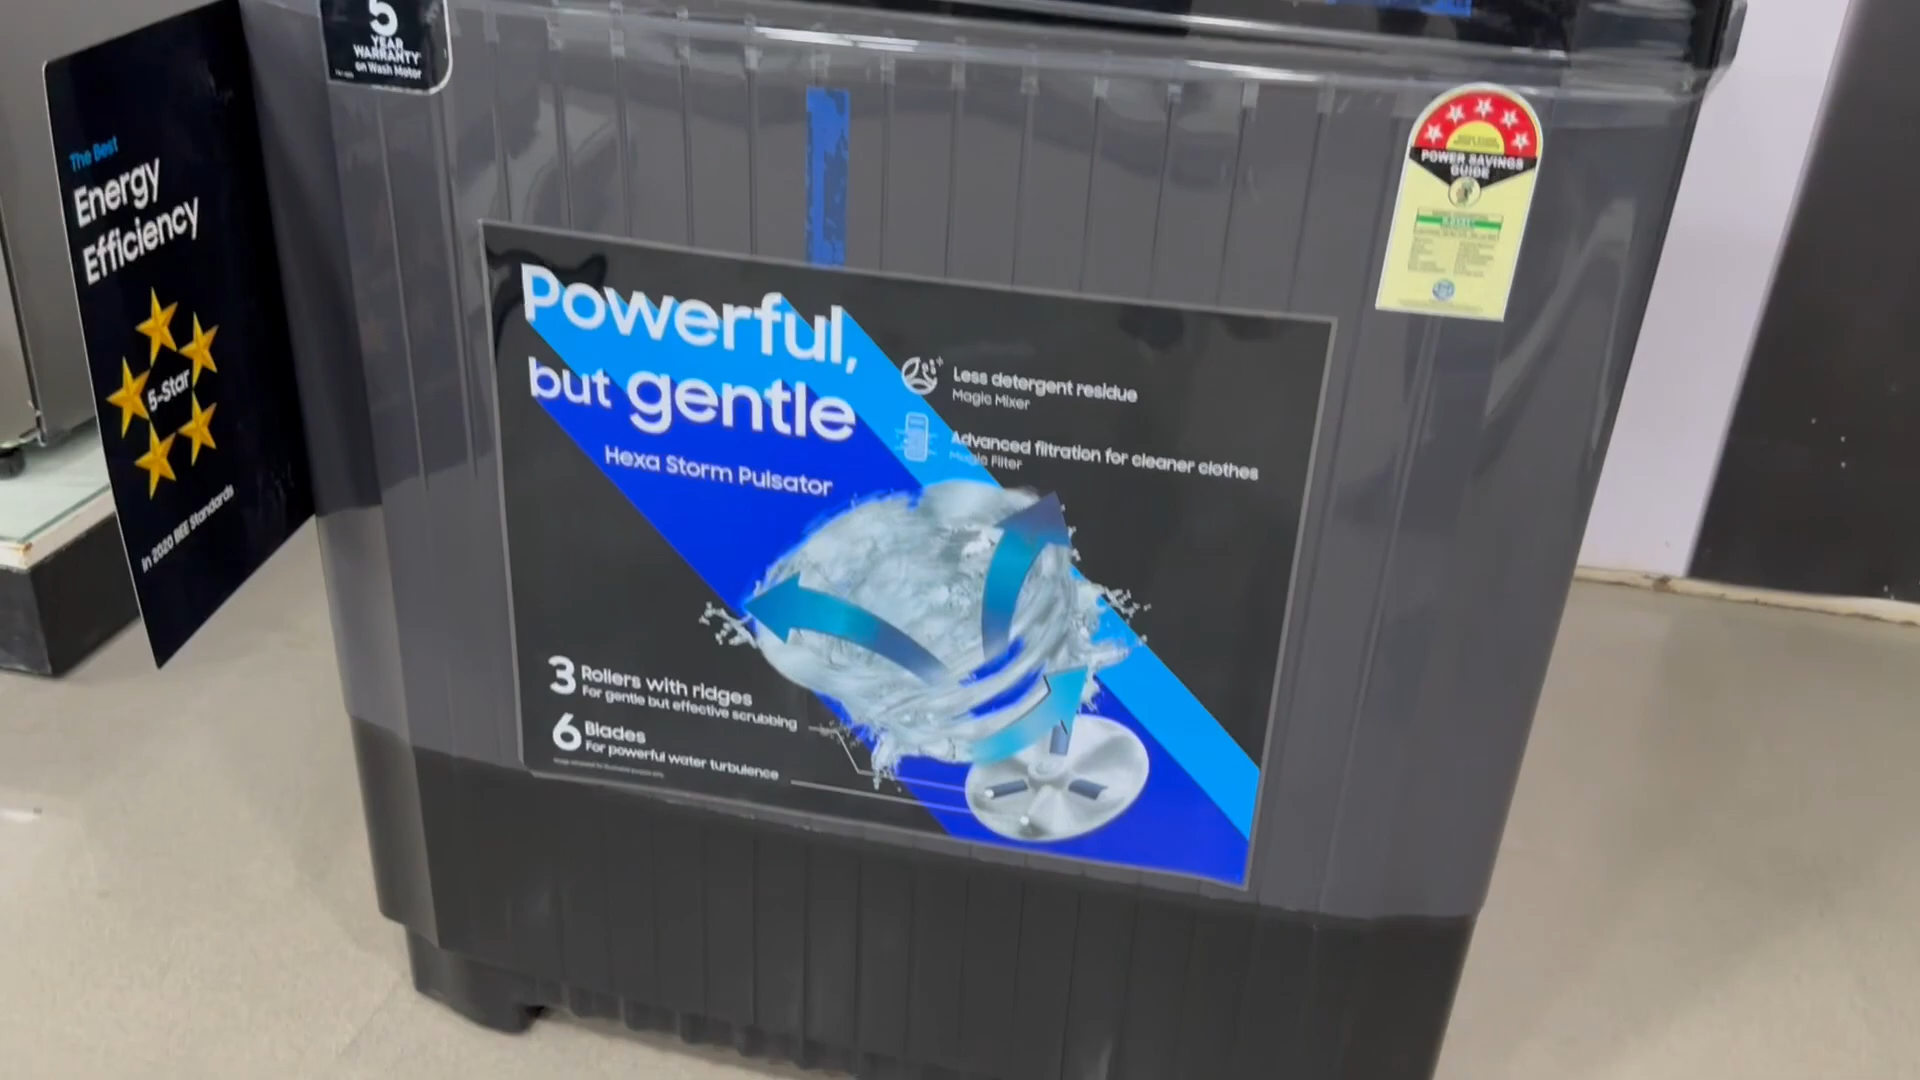 5
YEAR
WARRANTY
on Wash Motor
The Best
Energy
Efficiency
5-Star
in 2020 BEE Standards
POWER SAVINGS
GUIDE
Powerful,
but gentle
Hexa Storm Pulsator
Less detergent residue
Magic Mixer
Advanced filtration for cleaner clothes
Magic Filter
3 Rollers with ridges
For gentle but effective scrubbing
6 Blades
For powerful water turbulence